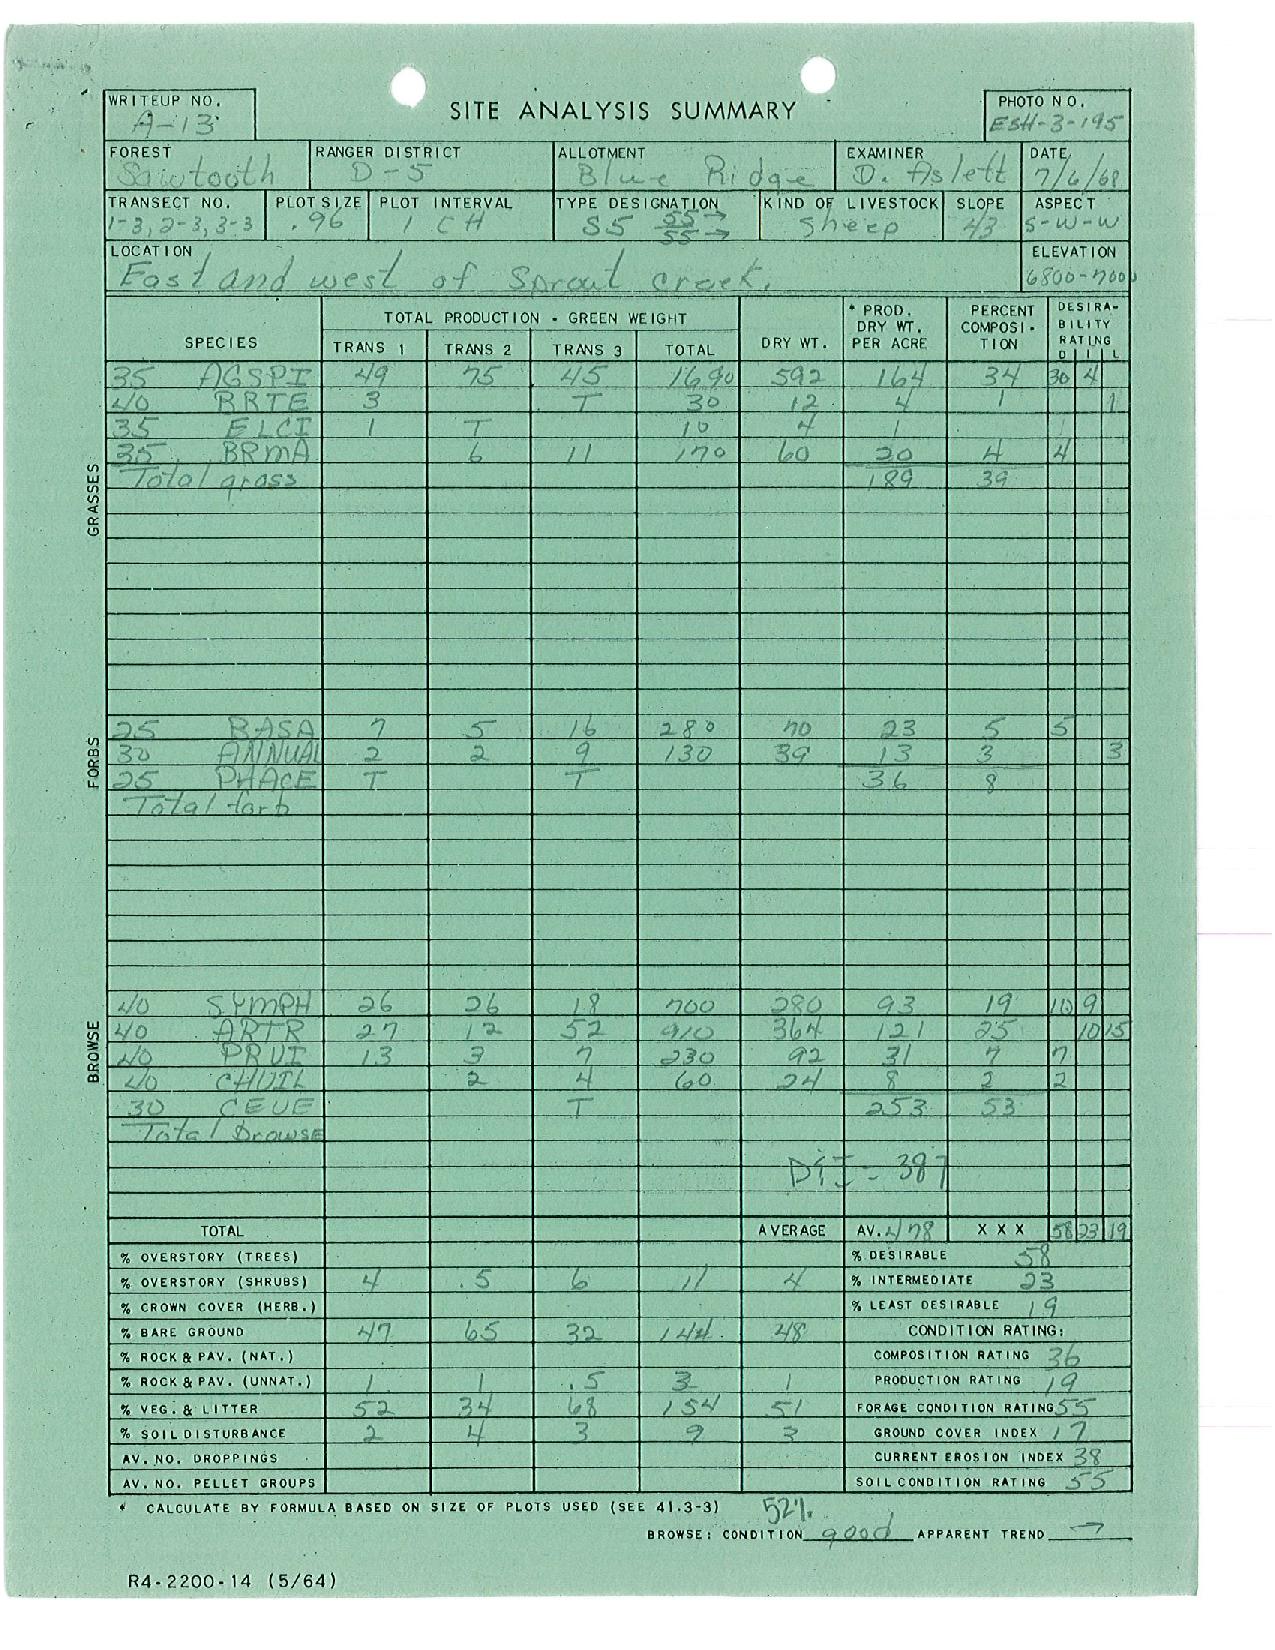 WRITEUP NO. SITE ANALYSIS SUMMARY PHOTO NO.
A-13 ESH-3-195
FOREST RANGER DISTRICT ALLOTMENT EXAMINER DATE
Sawtooth D-5 Blue Ridge D. Aslett 7/6/68
TRANSECT NO. PLOT SIZE PLOT INTERVAL TYPE DESIGNATION KIND OF LIVESTOCK SLOPE ASPECT
1-3, 2-3, 3-3 .96 1 CH S5 55→ 55→ Sheep 43 S-W-W
LOCATION ELEVATION
East and west of Sprout Creek. 6800-7000
SPECIES TOTAL PRODUCTION - GREEN WEIGHT DRY WT. * PROD. DRY WT. PER ACRE PERCENT COMPOSITION DESIRABILITY RATING
TRANS 1 TRANS 2 TRANS 3 TOTAL D I L
GRASSES
35 AGSPI 49 75 45 1690 592 164 34 30 4
40 BRTE 3 T 30 12 4 1 1
35 ELCI 1 T 10 4 1
35 BRMA 6 11 170 60 20 4 4
Total grass 189 39
FORBS
25 BASA 7 5 16 280 70 23 5 5
30 ANNUAL 2 2 9 130 39 13 3 3
25 PHACE T T 36 8
Total forb
BROWSE
40 SYMPH 26 26 18 700 280 93 19 10 9
40 ARTR 27 12 52 910 364 121 25 10 15
40 PRUI 13 3 7 230 92 31 7 7
40 CHUIL 2 4 60 24 8 2 2
30 CEUE T 253 53
Total Browse
DiI - 387
TOTAL AVERAGE AV. 478 X X X 58 23 19
% OVERSTORY (TREES) % DESIRABLE 58
% OVERSTORY (SHRUBS) 4 .5 6 11 4 % INTERMEDIATE 23
% CROWN COVER (HERB.) % LEAST DESIRABLE 19
% BARE GROUND 47 65 32 144 48 CONDITION RATING:
% ROCK & PAV. (NAT.) COMPOSITION RATING 36
% ROCK & PAV. (UNNAT.) 1 1 .5 3 1 PRODUCTION RATING 19
% VEG. & LITTER 52 34 68 154 51 FORAGE CONDITION RATING 55
% SOIL DISTURBANCE 2 4 3 9 3 GROUND COVER INDEX 17
AV. NO. DROPPINGS CURRENT EROSION INDEX 38
AV. NO. PELLET GROUPS SOIL CONDITION RATING 55
* CALCULATE BY FORMULA BASED ON SIZE OF PLOTS USED (SEE 41.3-3) 52%
BROWSE: CONDITION good APPARENT TREND →
R4-2200-14 (5/64)